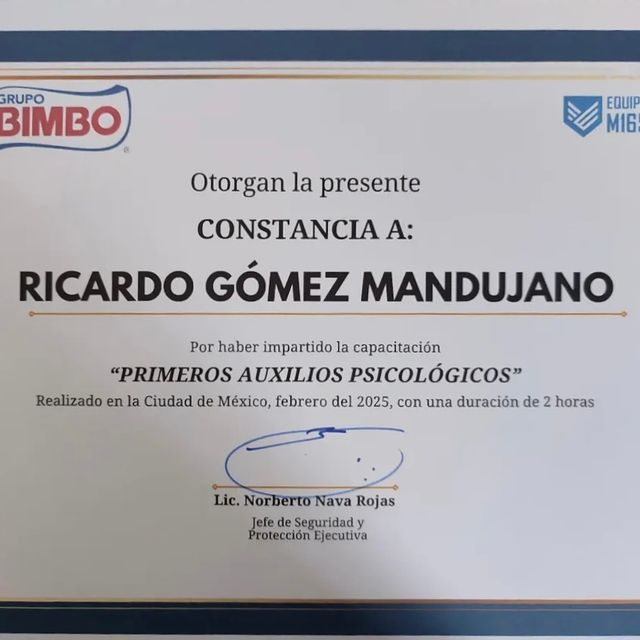 GRUPO
BIMBO
®
EQUIP
M165
Otorgan la presente
CONSTANCIA A:
RICARDO GÓMEZ MANDUJANO
Por haber impartido la capacitación
“PRIMEROS AUXILIOS PSICOLÓGICOS”
Realizado en la Ciudad de México, febrero del 2025, con una duración de 2 horas
Lic. Norberto Nava Rojas
Jefe de Seguridad y
Protección Ejecutiva